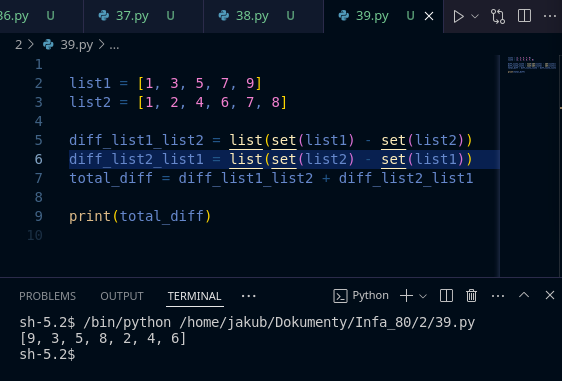 36.py U 37.py U 38.py U 39.py U
2 > 39.py > ...
1
2 list1 = [1, 3, 5, 7, 9]
3 list2 = [1, 2, 4, 6, 7, 8]
4
5 diff_list1_list2 = list(set(list1) - set(list2))
6 diff_list2_list1 = list(set(list2) - set(list1))
7 total_diff = diff_list1_list2 + diff_list2_list1
8
9 print(total_diff)
10
PROBLEMS OUTPUT TERMINAL ... Python
sh-5.2$ /bin/python /home/jakub/Dokumenty/Infa_80/2/39.py
[9, 3, 5, 8, 2, 4, 6]
sh-5.2$